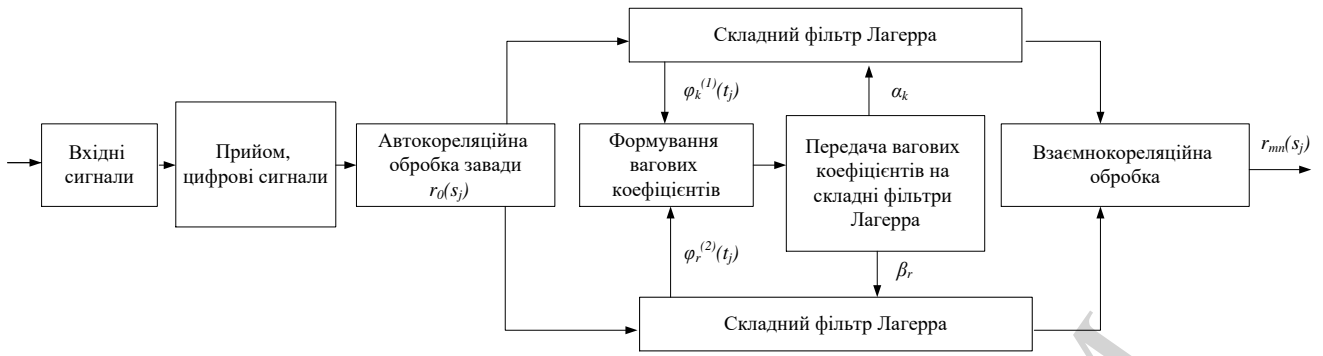 Складний фільтр Лагерра
φk(1)(tj)
αk
Вхідні
сигнали
Прийом,
цифрові сигнали
Автокореляційна
обробка завади
r0(sj)
Формування
вагових
коефіцієнтів
Передача вагових
коефіцієнтів на
складні фільтри
Лагерра
Взаємнокореляційна
обробка
rmn(sj)
φr(2)(tj)
βr
Складний фільтр Лагерра